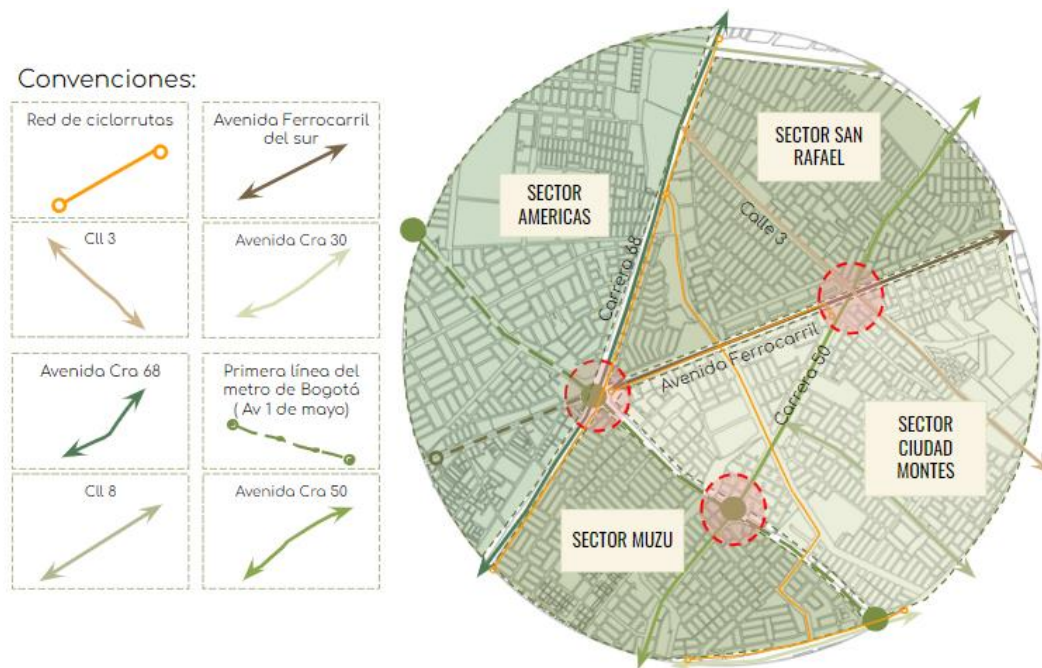 Convenciones:
Red de ciclorrutas
Avenida Ferrocarril
del sur
Cll 3
Avenida Cra 30
Avenida Cra 68
Primera línea del
metro de Bogotá
( Av 1 de mayo)
Cll 8
Avenida Cra 50
SECTOR
AMERICAS
SECTOR SAN
RAFAEL
Calle 3
Carrera 68
Avenida Ferrocarril
Carrera 50
SECTOR
CIUDAD
MONTES
SECTOR MUZU